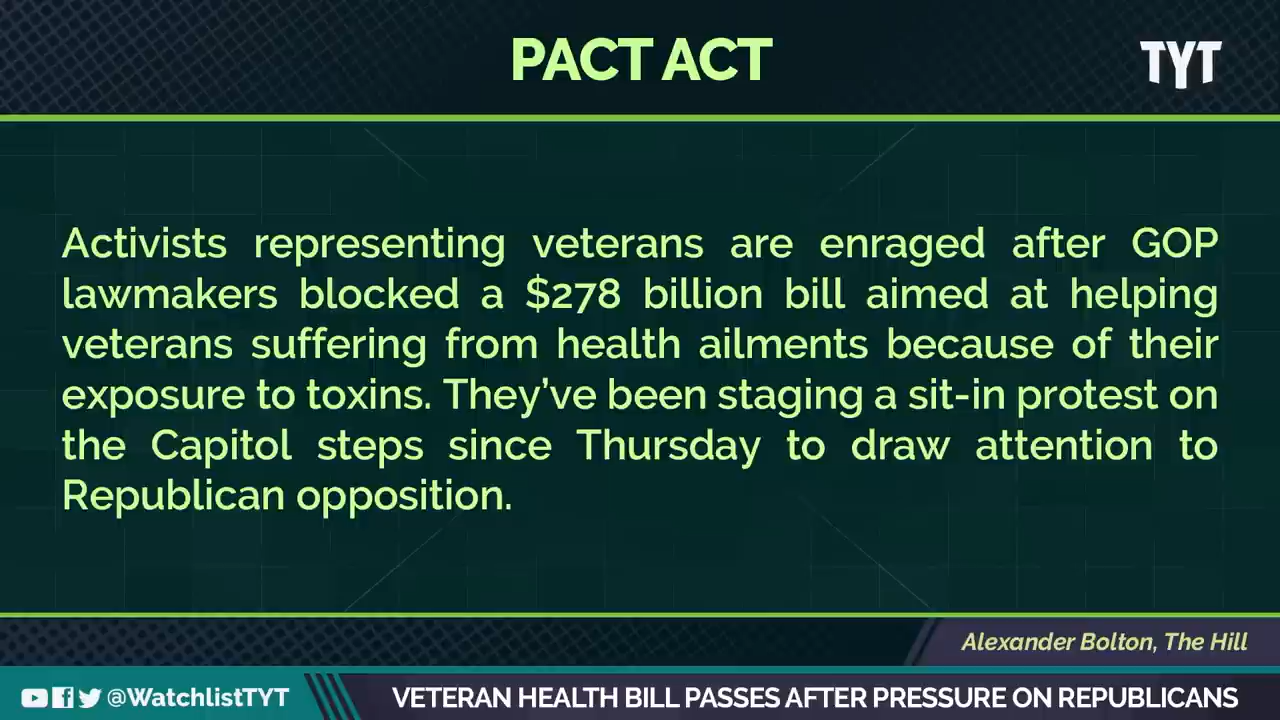 PACT ACT
TYT
Activists representing veterans are enraged after GOP
lawmakers blocked a $278 billion bill aimed at helping
veterans suffering from health ailments because of their
exposure to toxins. They’ve been staging a sit-in protest on
the Capitol steps since Thursday to draw attention to
Republican opposition.
Alexander Bolton, The Hill
@WatchlistTYT
VETERAN HEALTH BILL PASSES AFTER PRESSURE ON REPUBLICANS